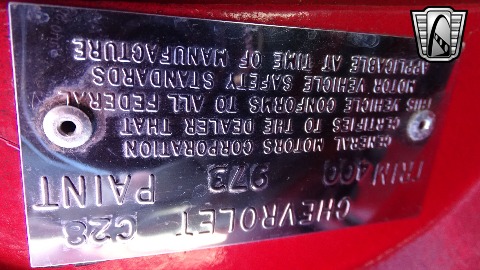 CHEVROLET C28
TRIM 400 973 PAINT
GENERAL MOTORS CORPORATION
CERTIFIES TO THE DEALER THAT
THIS VEHICLE CONFORMS TO ALL FEDERAL
MOTOR VEHICLE SAFETY STANDARDS
APPLICABLE AT TIME OF MANUFACTURE